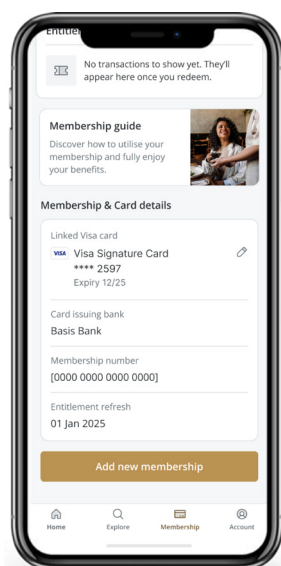 No transactions to show yet. They'll
appear here once you redeem.
Membership guide
Discover how to utilise your
membership and fully enjoy
your benefits.
Membership & Card details
Linked Visa card
VISA Visa Signature Card
**** 2597
Expiry 12/25
Card issuing bank
Basis Bank
Membership number
[0000 0000 0000 0000]
Entitlement refresh
01 Jan 2025
Add new membership
Home Explore Membership Account